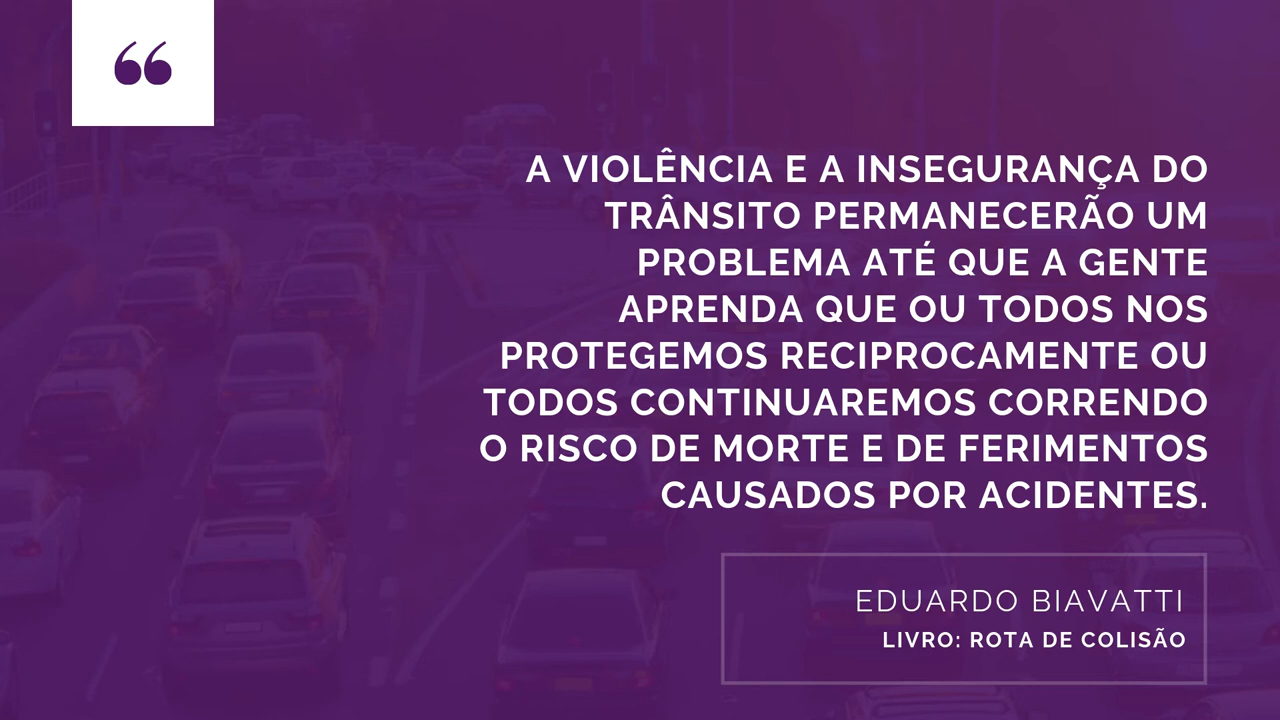 “
A VIOLÊNCIA E A INSEGURANÇA DO
TRÂNSITO PERMANECERÃO UM
PROBLEMA ATÉ QUE A GENTE
APRENDA QUE OU TODOS NOS
PROTEGEMOS RECIPROCAMENTE OU
TODOS CONTINUAREMOS CORRENDO
O RISCO DE MORTE E DE FERIMENTOS
CAUSADOS POR ACIDENTES.
EDUARDO BIAVATTI
LIVRO: ROTA DE COLISÃO